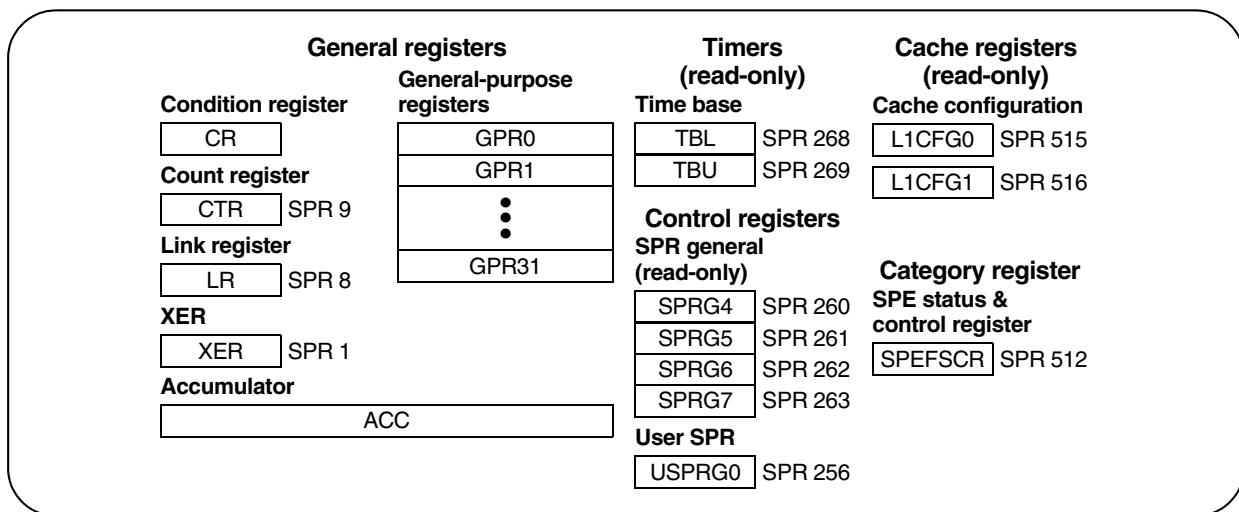 General registers
Condition register
CR
Count register
CTR SPR 9
Link register
LR SPR 8
XER
XER SPR 1
Accumulator
ACC
General-purpose
registers
GPR0
GPR1
GPR31
Timers
(read-only)
Time base
TBL SPR 268
TBU SPR 269
Control registers
SPR general
(read-only)
SPRG4 SPR 260
SPRG5 SPR 261
SPRG6 SPR 262
SPRG7 SPR 263
User SPR
USPRG0 SPR 256
Cache registers
(read-only)
Cache configuration
L1CFG0 SPR 515
L1CFG1 SPR 516
Category register
SPE status &
control register
SPEFSCR SPR 512